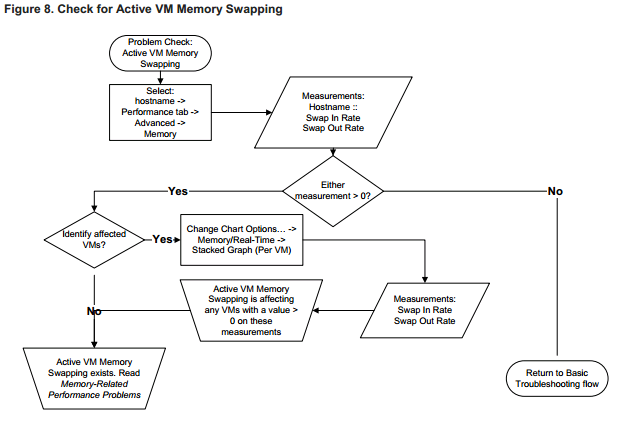 Figure 8. Check for Active VM Memory Swapping
Problem Check:
Active VM Memory
Swapping
Select:
hostname ->
Performance tab ->
Advanced ->
Memory
Measurements:
Hostname ::
Swap In Rate
Swap Out Rate
Either
measurement > 0?
Yes
No
Identify affected
VMs?
Yes
Change Chart Options... ->
Memory/Real-Time ->
Stacked Graph (Per VM)
Measurements:
Swap In Rate
Swap Out Rate
Active VM Memory
Swapping is affecting
any VMs with a value >
0 on these
measurements
No
Active VM Memory
Swapping exists. Read
Memory-Related
Performance Problems
Return to Basic
Troubleshooting flow